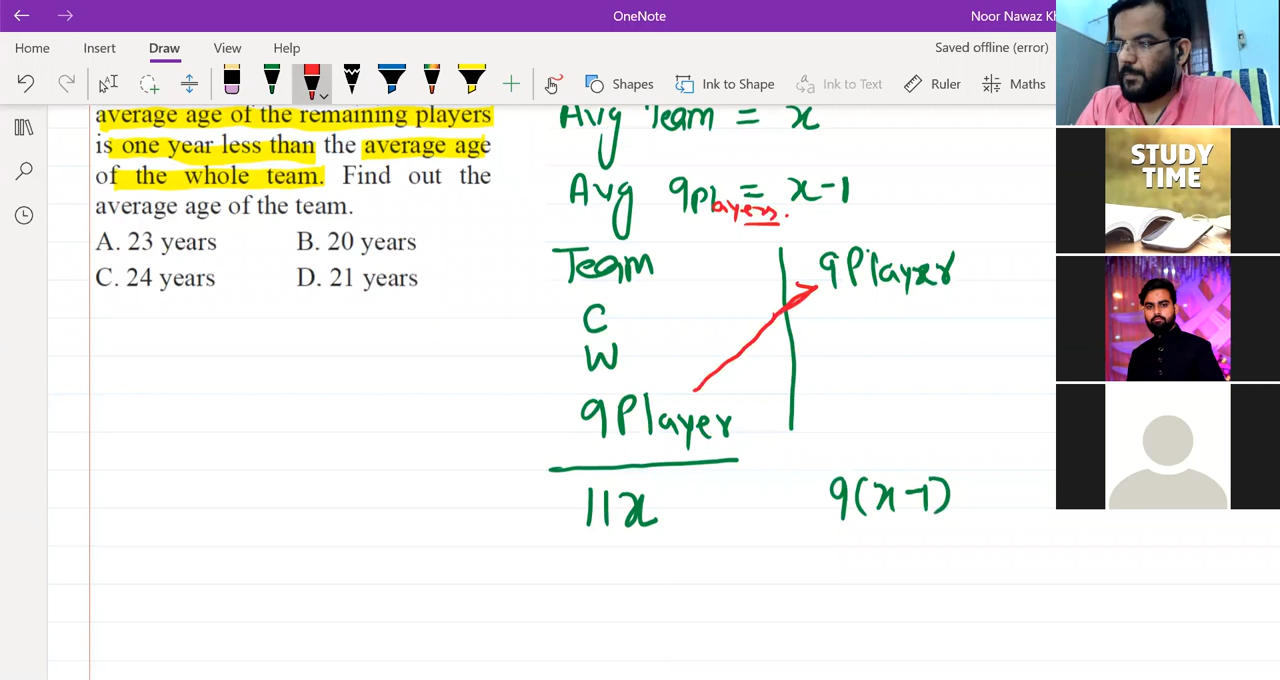 OneNote
Noor Nawaz Kh
Home Insert Draw View Help
Saved offline (error)
Shapes Ink to Shape Ink to Text Ruler Maths
average age of the remaining players
is one year less than the average age
of the whole team. Find out the
average age of the team.
A. 23 years B. 20 years
C. 24 years D. 21 years
Avg Team = x
Avg 9players. = x-1
Team 9Player
C
W
9Player
11x 9(x-1)
STUDY
TIME